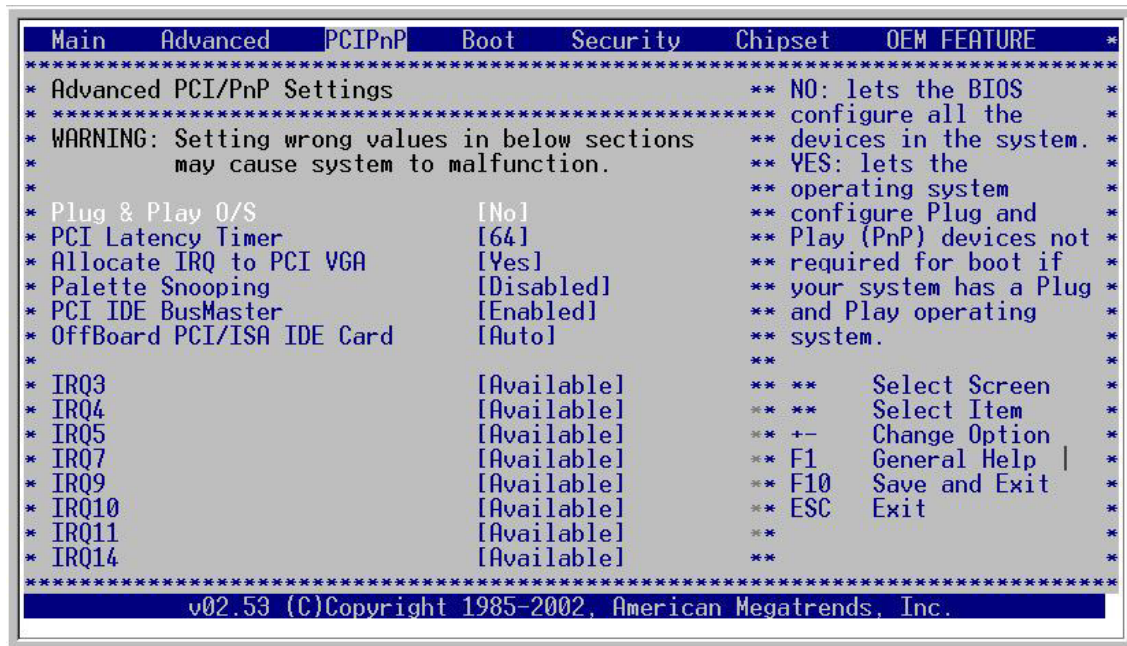 Main Advanced PCIPnP Boot Security Chipset OEM FEATURE *
********************************************************************************
* Advanced PCI/PnP Settings ** NO: lets the BIOS *
* *************************************************** configure all the *
* WARNING: Setting wrong values in below sections ** devices in the system. *
* may cause system to malfunction. ** YES: lets the *
* ** operating system *
* Plug & Play O/S [No] ** configure Plug and *
* PCI Latency Timer [64] ** Play (PnP) devices not *
* Allocate IRQ to PCI VGA [Yes] ** required for boot if *
* Palette Snooping [Disabled] ** your system has a Plug *
* PCI IDE BusMaster [Enabled] ** and Play operating *
* OffBoard PCI/ISA IDE Card [Auto] ** system. *
* ** *
* IRQ3 [Available] ** ** Select Screen *
* IRQ4 [Available] ** ** Select Item *
* IRQ5 [Available] ** +- Change Option *
* IRQ7 [Available] ** F1 General Help | *
* IRQ9 [Available] ** F10 Save and Exit *
* IRQ10 [Available] ** ESC Exit *
* IRQ11 [Available] ** *
* IRQ14 [Available] ** *
********************************************************************************
v02.53 (C)Copyright 1985-2002, American Megatrends, Inc.